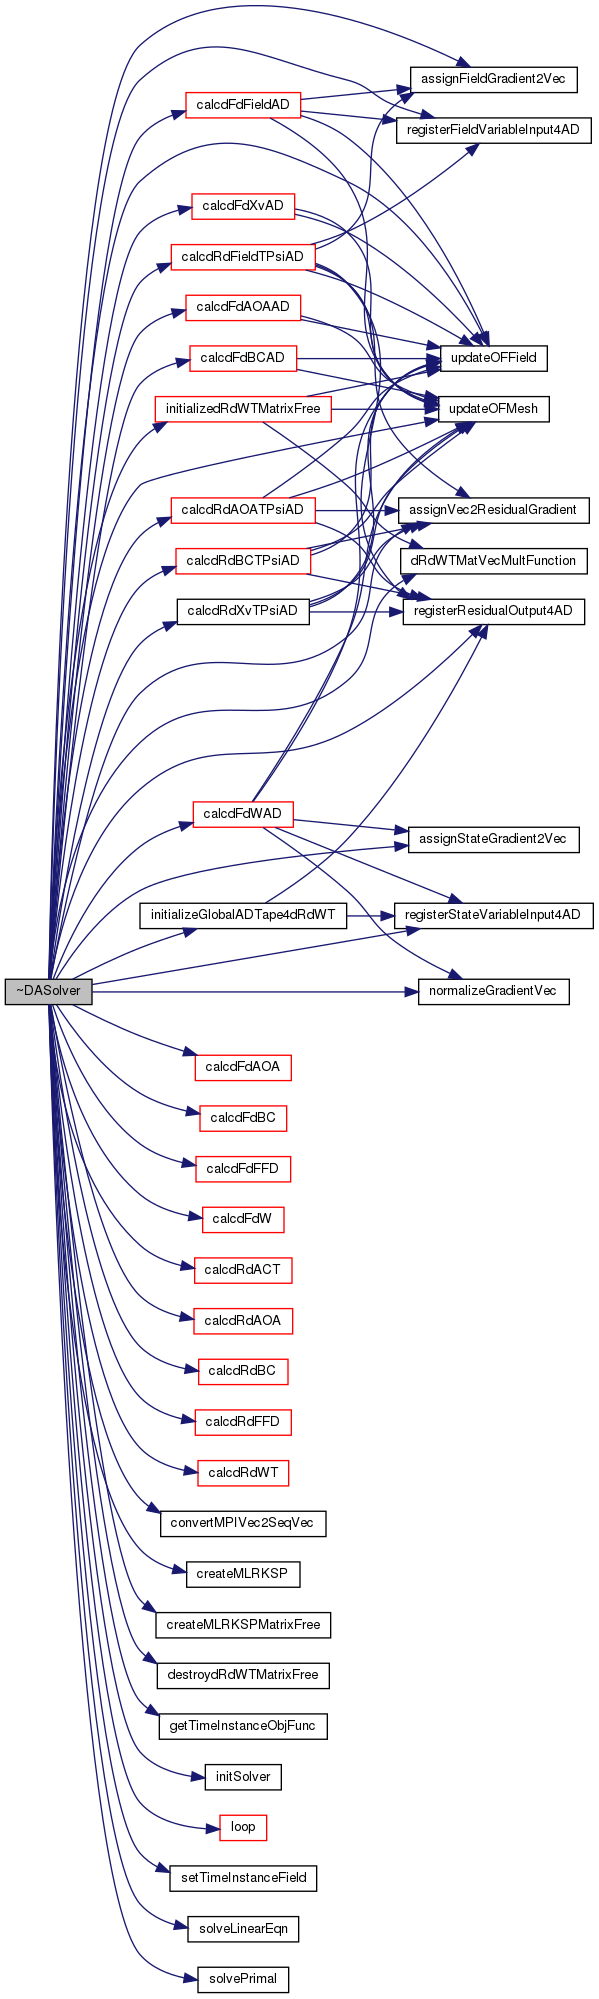 assignFieldGradient2Vec
calcdFdFieldAD
registerFieldVariableInput4AD
calcdFdXvAD
calcdRdFieldTPsiAD
calcdFdAOAAD
calcdFdBCAD
updateOFField
initializedRdWTMatrixFree
updateOFMesh
calcdRdAOATPsiAD
assignVec2ResidualGradient
calcdRdBCTPsiAD
dRdWTMatVecMultFunction
calcdRdXvTPsiAD
registerResidualOutput4AD
calcdFdWAD
assignStateGradient2Vec
initializeGlobalADTape4dRdWT
registerStateVariableInput4AD
~DASolver
normalizeGradientVec
calcdFdAOA
calcdFdBC
calcdFdFFD
calcdFdW
calcdRdACT
calcdRdAOA
calcdRdBC
calcdRdFFD
calcdRdWT
convertMPIVec2SeqVec
createMLRKSP
createMLRKSPMatrixFree
destroydRdWTMatrixFree
getTimeInstanceObjFunc
initSolver
loop
setTimeInstanceField
solveLinearEqn
solvePrimal